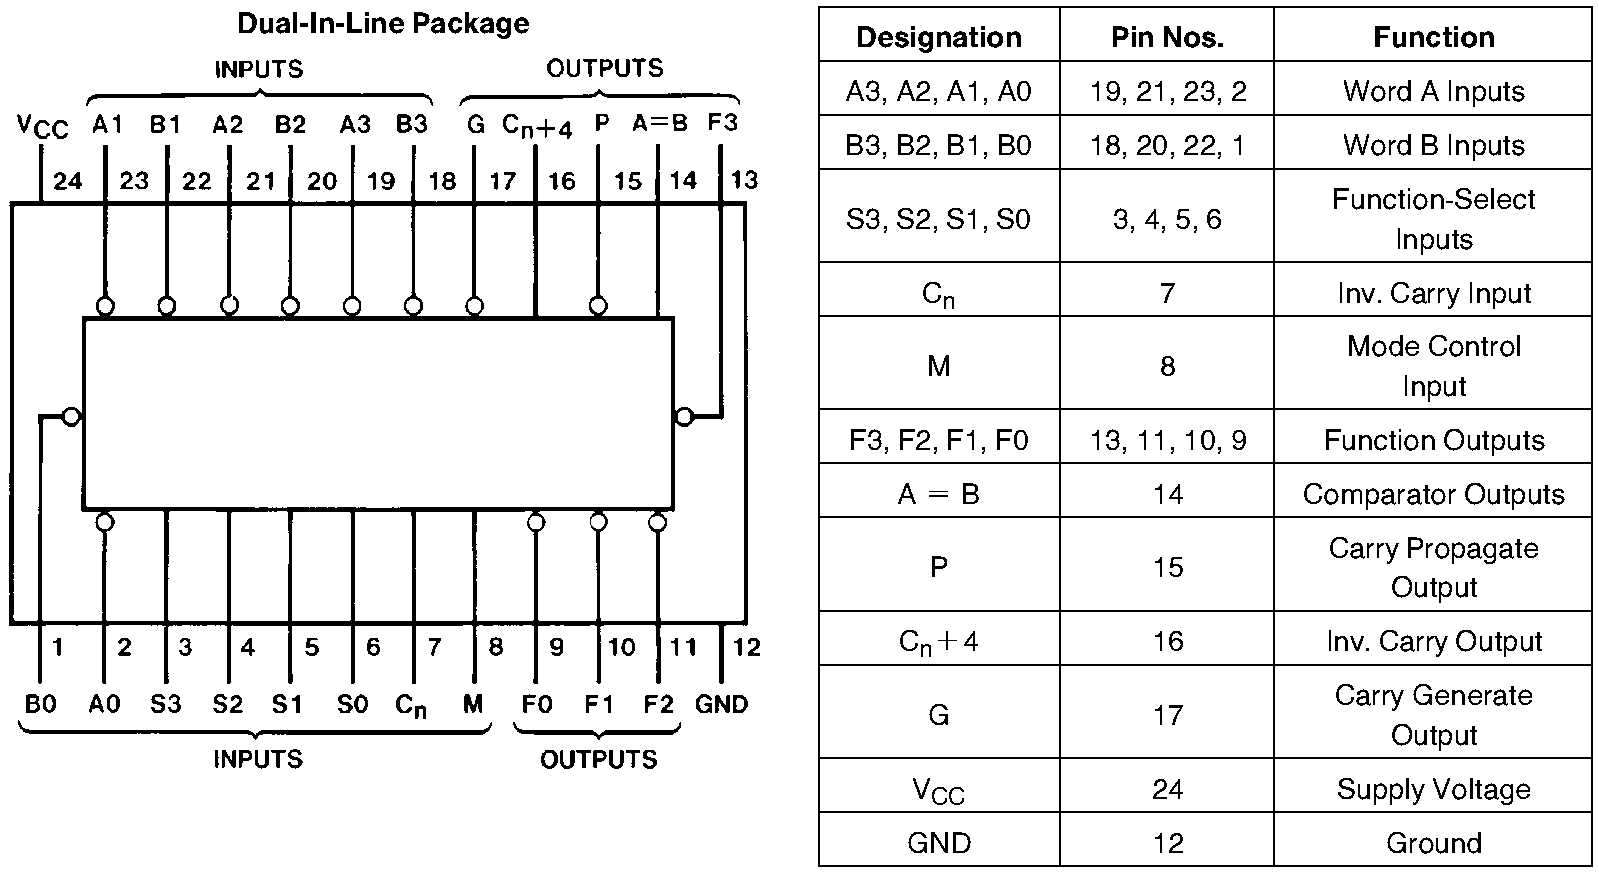 Dual-In-Line Package
INPUTS
OUTPUTS
VCC A1 B1 A2 B2 A3 B3 G Cn+4 P A=B F3
24 23 22 21 20 19 18 17 16 15 14 13
1 2 3 4 5 6 7 8 9 10 11 12
B0 A0 S3 S2 S1 S0 Cn M F0 F1 F2 GND
INPUTS
OUTPUTS
Designation Pin Nos. Function
A3, A2, A1, A0 19, 21, 23, 2 Word A Inputs
B3, B2, B1, B0 18, 20, 22, 1 Word B Inputs
S3, S2, S1, S0 3, 4, 5, 6 Function-Select
Inputs
Cn 7 Inv. Carry Input
M 8 Mode Control
Input
F3, F2, F1, F0 13, 11, 10, 9 Function Outputs
A = B 14 Comparator Outputs
P 15 Carry Propagate
Output
Cn+4 16 Inv. Carry Output
G 17 Carry Generate
Output
VCC 24 Supply Voltage
GND 12 Ground